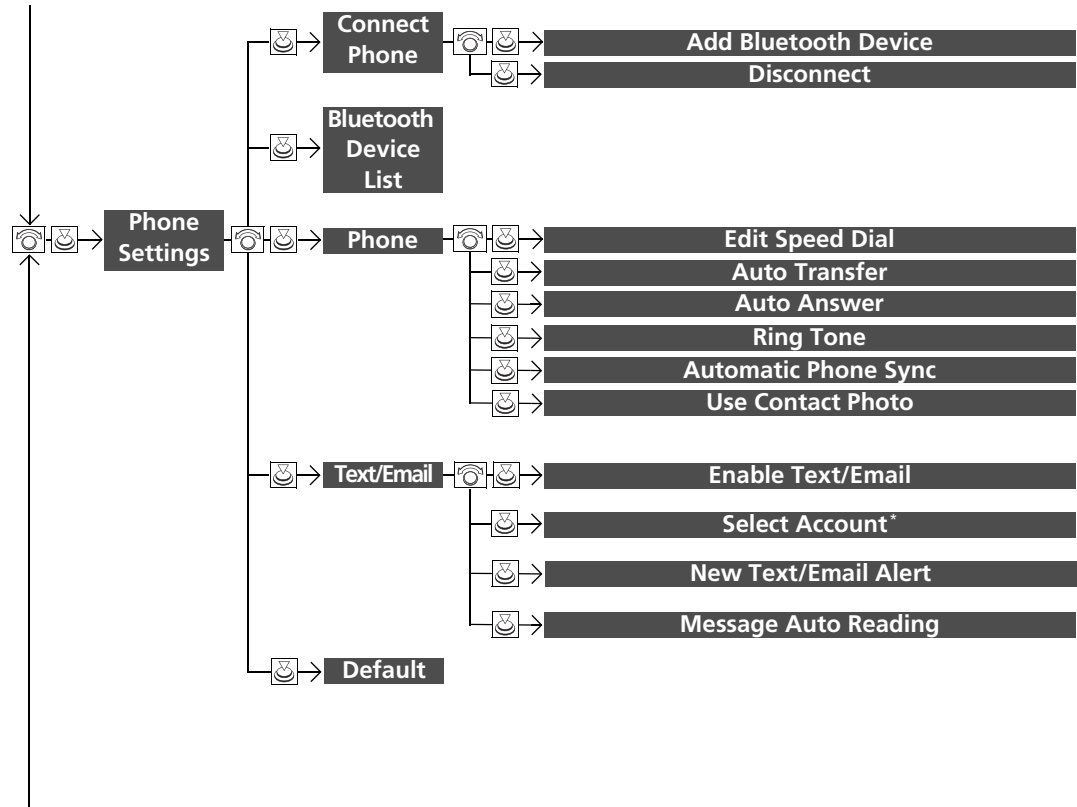 Connect
Phone
Add Bluetooth Device
Disconnect
Bluetooth
Device
List
Phone
Settings
Phone
Edit Speed Dial
Auto Transfer
Auto Answer
Ring Tone
Automatic Phone Sync
Use Contact Photo
Text/Email
Enable Text/Email
Select Account*
New Text/Email Alert
Message Auto Reading
Default